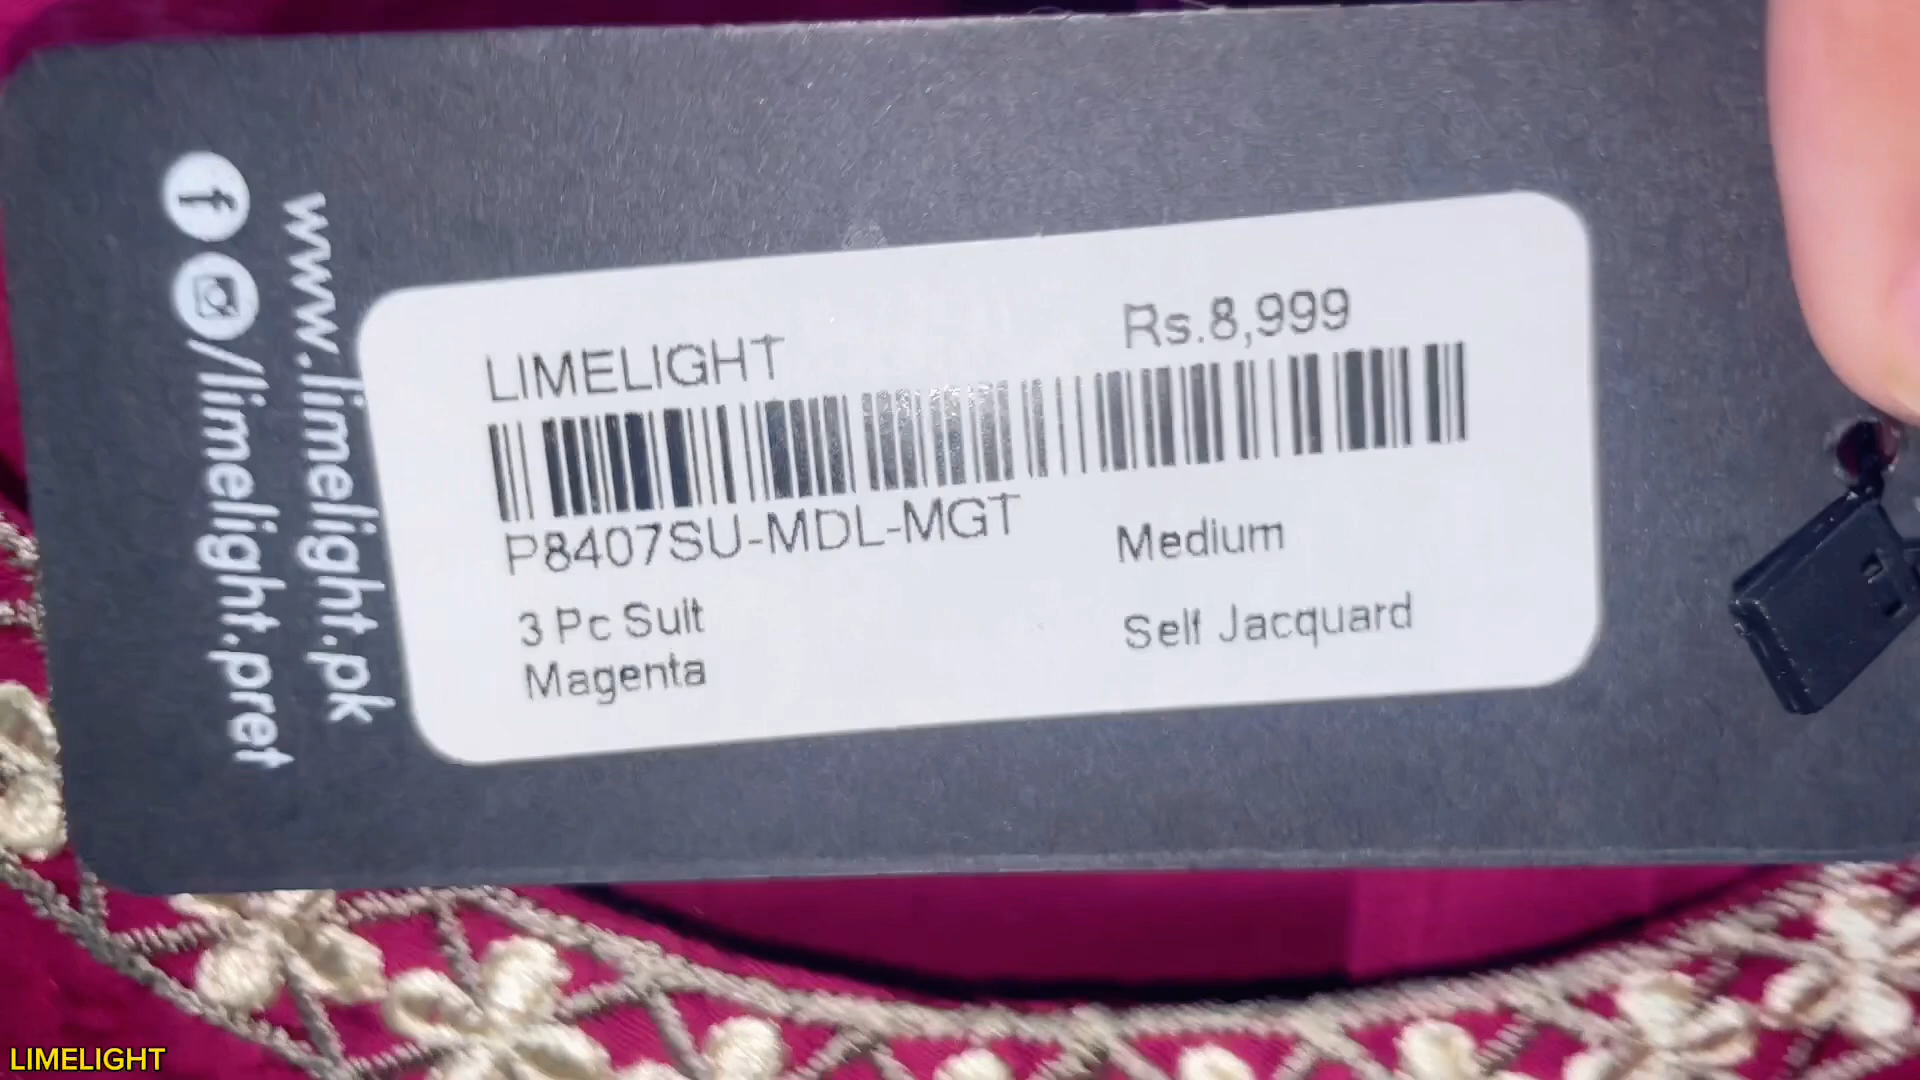 www.limelight.pk
f /limelight.pret
LIMELIGHT
Rs.8,999
P8407SU-MDL-MGT
Medium
3 Pc Suit
Self Jacquard
Magenta
LIMELIGHT